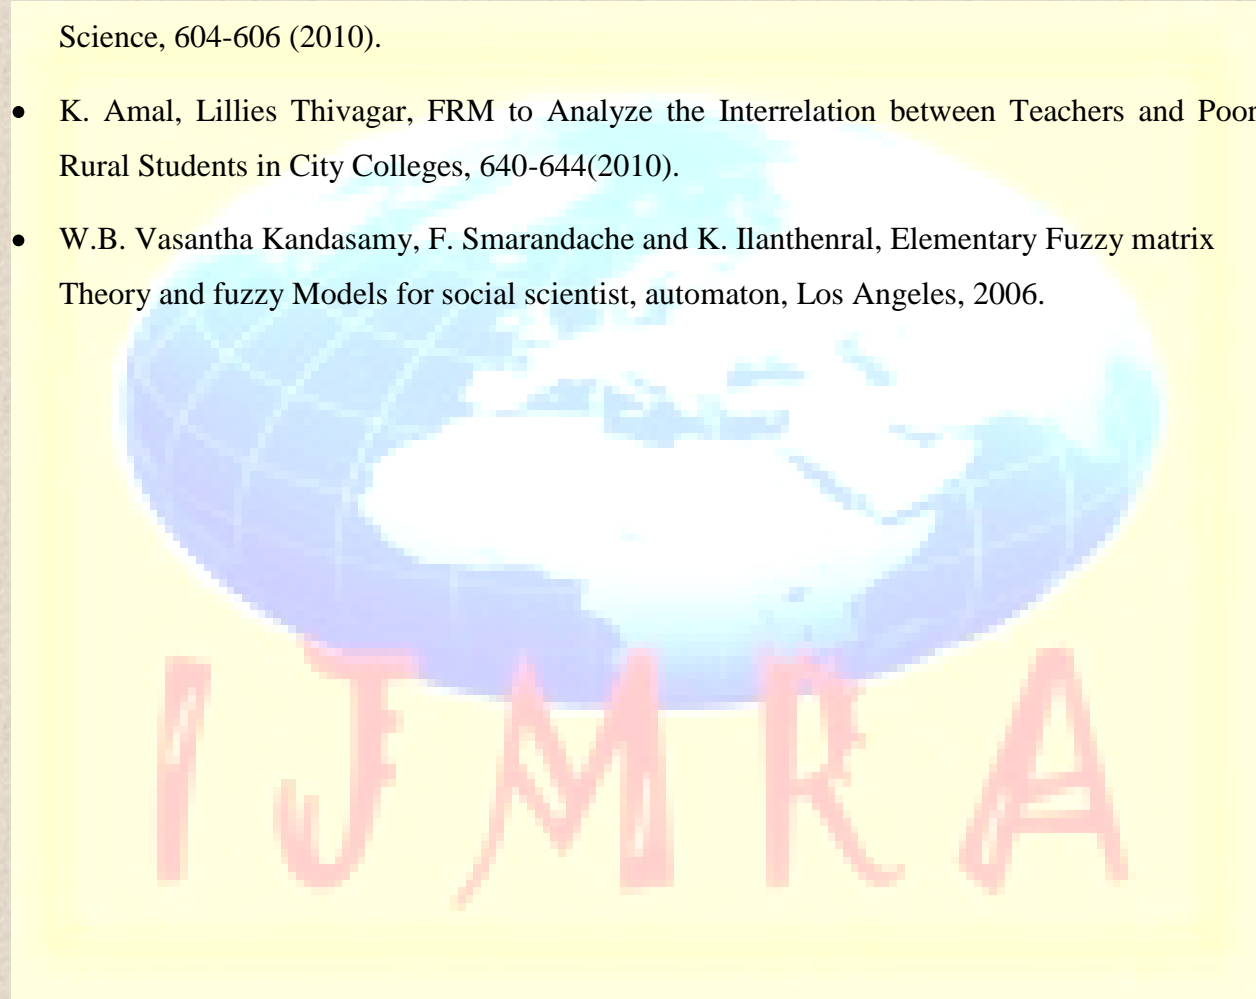 Science, 604-606 (2010).
• K. Amal, Lillies Thivagar, FRM to Analyze the Interrelation between Teachers and Poor
Rural Students in City Colleges, 640-644(2010).
• W.B. Vasantha Kandasamy, F. Smarandache and K. Ilanthenral, Elementary Fuzzy matrix
Theory and fuzzy Models for social scientist, automaton, Los Angeles, 2006.
IJMRA